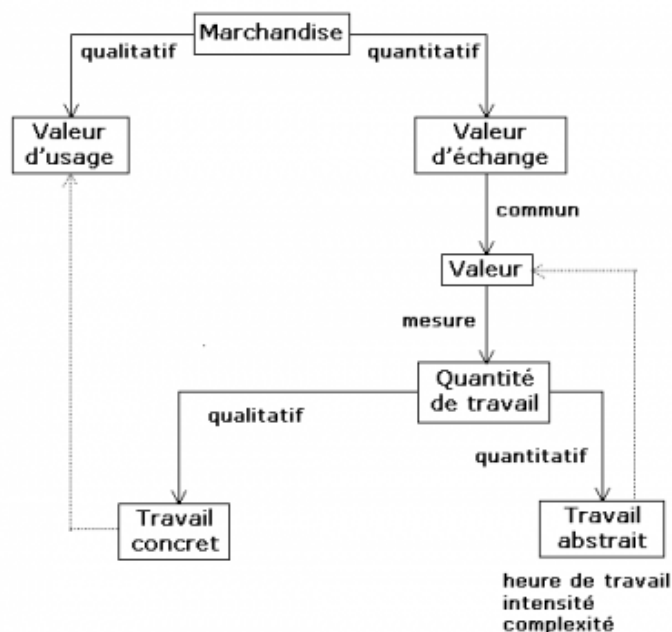 Marchandise
qualitatif
quantitatif
Valeur
d'usage
Valeur
d'échange
commun
Valeur
mesure
Quantité
de travail
qualitatif
quantitatif
Travail
concret
Travail
abstrait
heure de travail
intensité
complexité